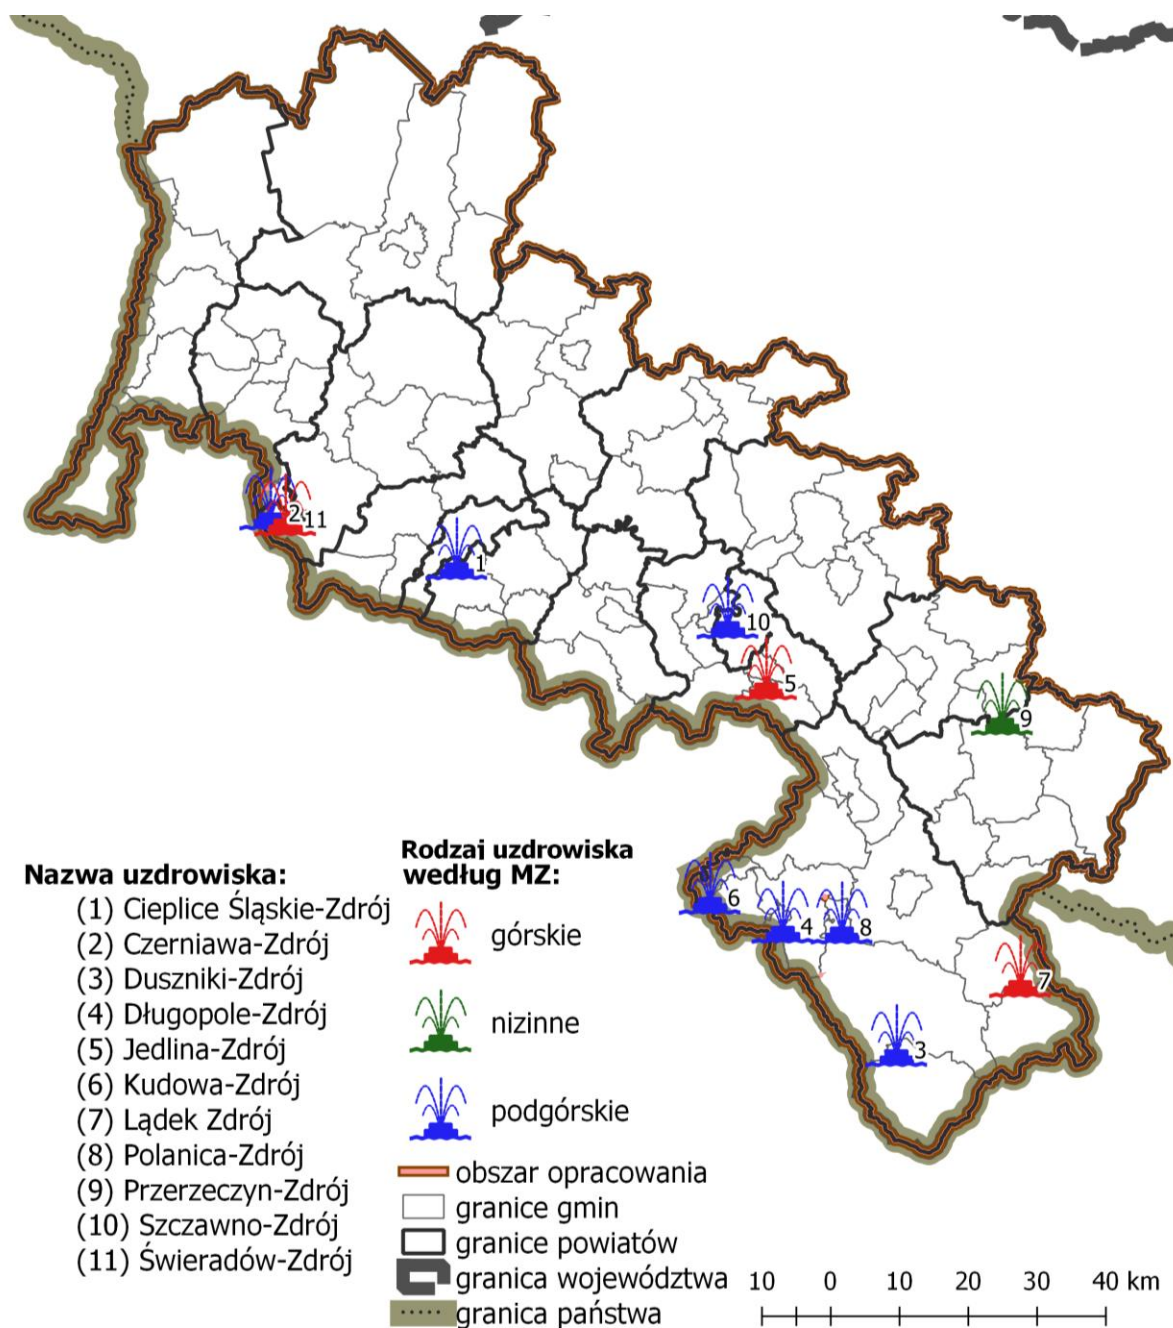 2
11
1
10
5
9
6
4
8
7
3
Nazwa uzdrowiska:
(1) Cieplice Śląskie-Zdrój
(2) Czerniawa-Zdrój
(3) Duszniki-Zdrój
(4) Długopole-Zdrój
(5) Jedlina-Zdrój
(6) Kudowa-Zdrój
(7) Lądek Zdrój
(8) Polanica-Zdrój
(9) Przerzeczyn-Zdrój
(10) Szczawno-Zdrój
(11) Świeradów-Zdrój
Rodzaj uzdrowiska
według MZ:
górskie
nizinne
podgórskie
obszar opracowania
granice gmin
granice powiatów
granica województwa
granica państwa
10 0 10 20 30 40 km